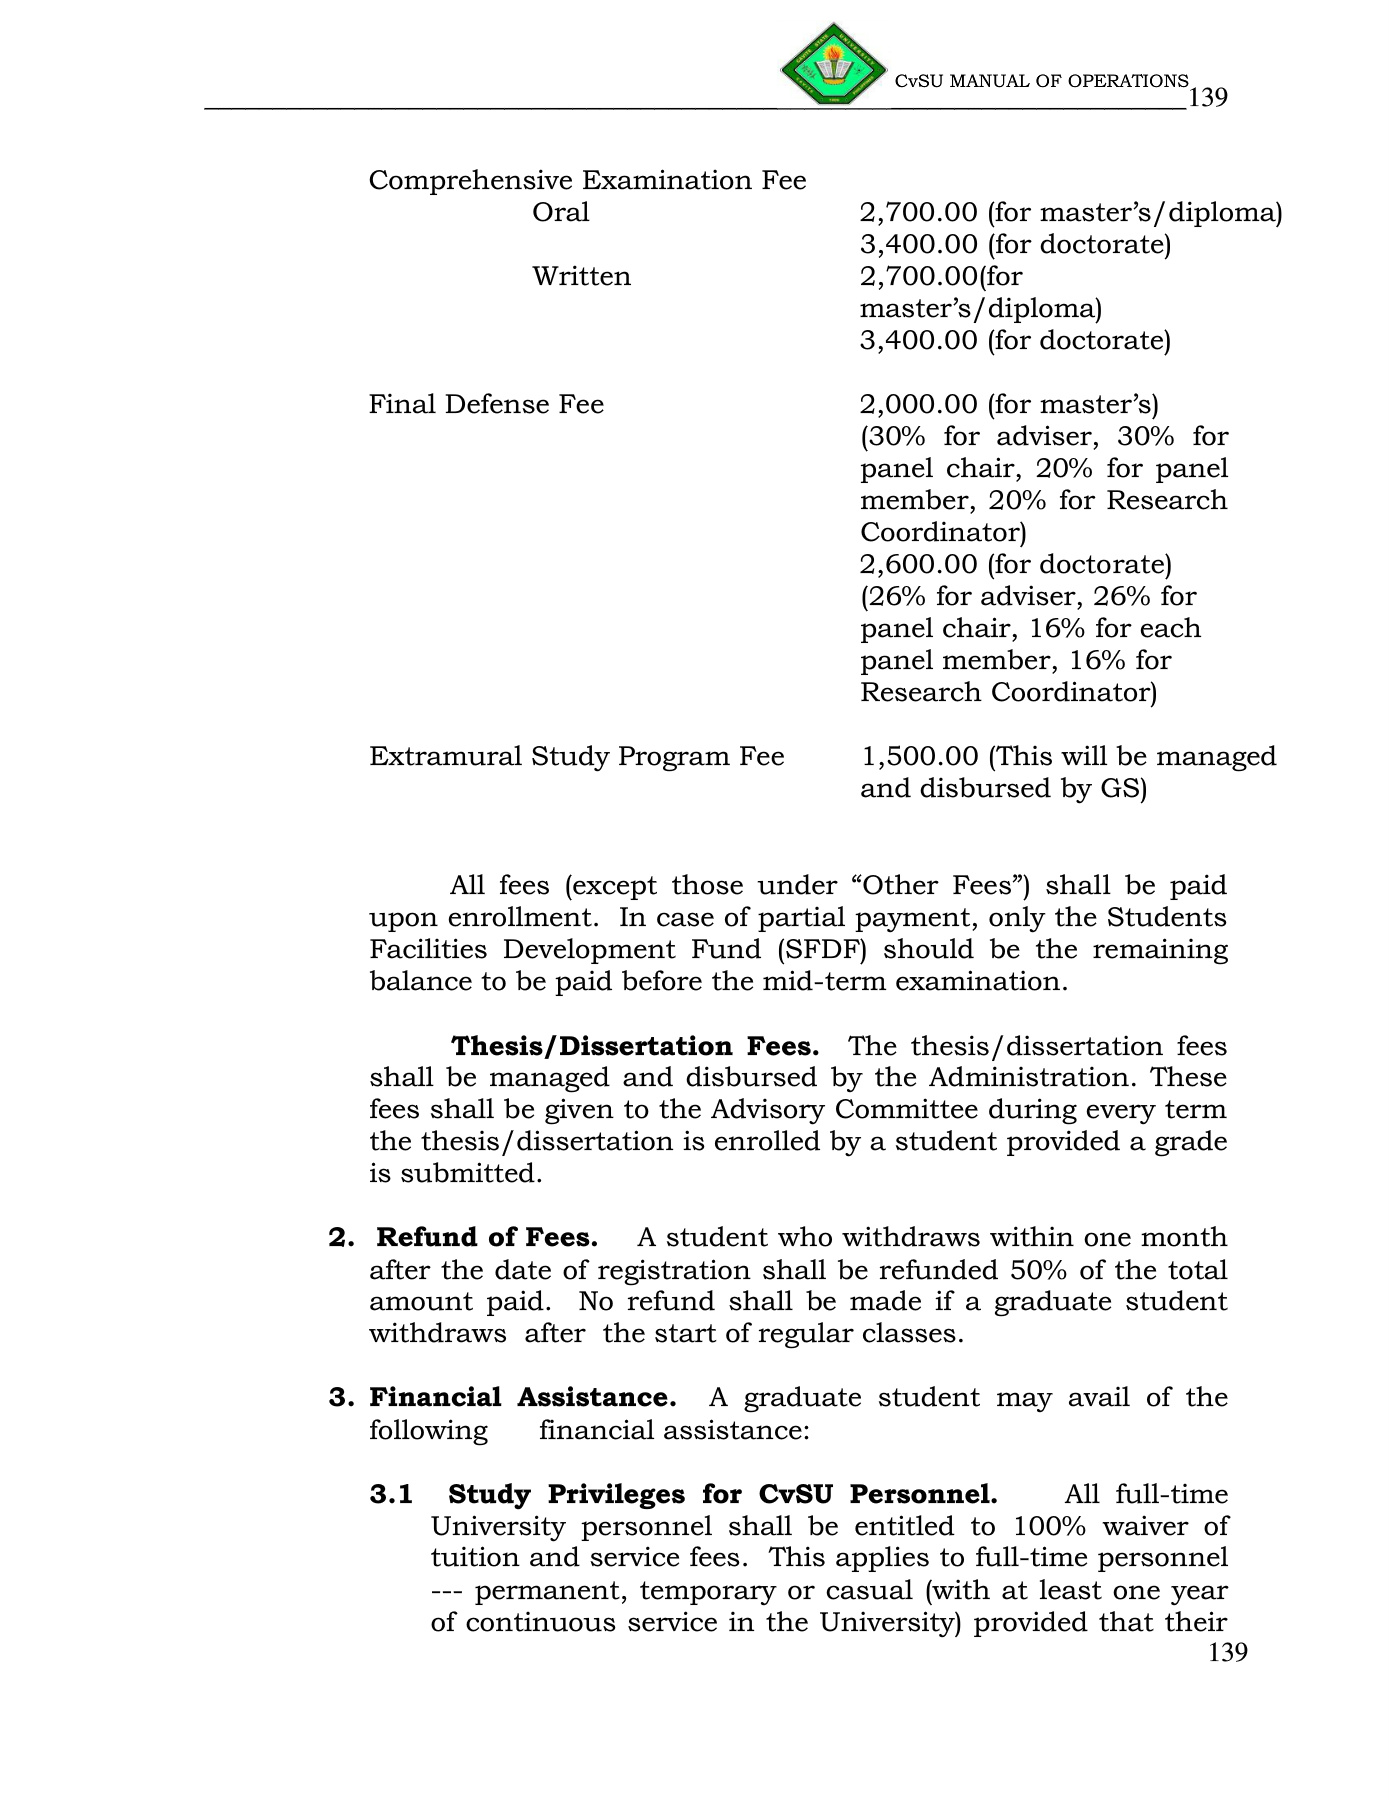 CvSU MANUAL OF OPERATIONS 139
Comprehensive Examination Fee
Oral 2,700.00 (for master’s/diploma)
3,400.00 (for doctorate)
Written 2,700.00(for
master’s/diploma)
3,400.00 (for doctorate)
Final Defense Fee 2,000.00 (for master’s)
(30% for adviser, 30% for
panel chair, 20% for panel
member, 20% for Research
Coordinator)
2,600.00 (for doctorate)
(26% for adviser, 26% for
panel chair, 16% for each
panel member, 16% for
Research Coordinator)
Extramural Study Program Fee 1,500.00 (This will be managed
and disbursed by GS)
All fees (except those under “Other Fees”) shall be paid
upon enrollment. In case of partial payment, only the Students
Facilities Development Fund (SFDF) should be the remaining
balance to be paid before the mid-term examination.
Thesis/Dissertation Fees. The thesis/dissertation fees
shall be managed and disbursed by the Administration. These
fees shall be given to the Advisory Committee during every term
the thesis/dissertation is enrolled by a student provided a grade
is submitted.
2. Refund of Fees. A student who withdraws within one month
after the date of registration shall be refunded 50% of the total
amount paid. No refund shall be made if a graduate student
withdraws after the start of regular classes.
3. Financial Assistance. A graduate student may avail of the
following financial assistance:
3.1 Study Privileges for CvSU Personnel. All full-time
University personnel shall be entitled to 100% waiver of
tuition and service fees. This applies to full-time personnel
--- permanent, temporary or casual (with at least one year
of continuous service in the University) provided that their
139